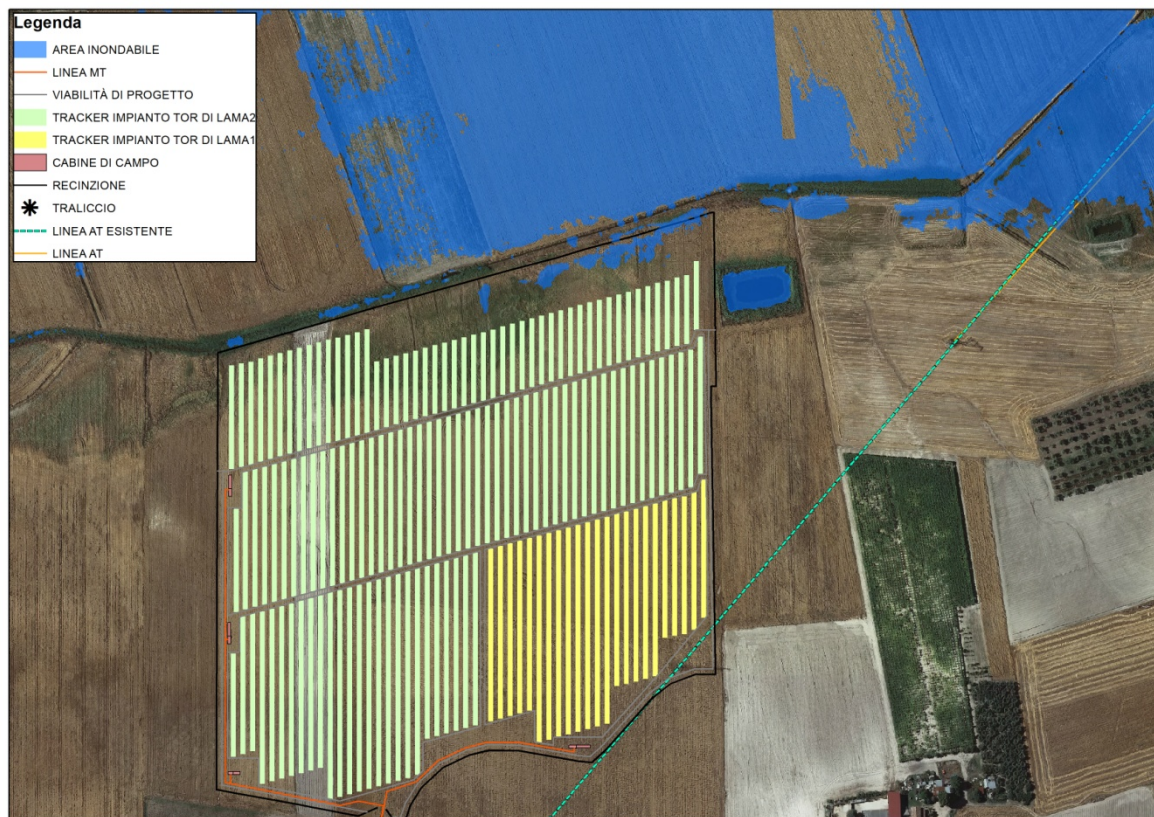 Legenda
AREA INONDABILE
LINEA MT
VIABILITÀ DI PROGETTO
TRACKER IMPIANTO TOR DI LAMA2
TRACKER IMPIANTO TOR DI LAMA1
CABINE DI CAMPO
RECINZIONE
TRALICCIO
LINEA AT ESISTENTE
LINEA AT